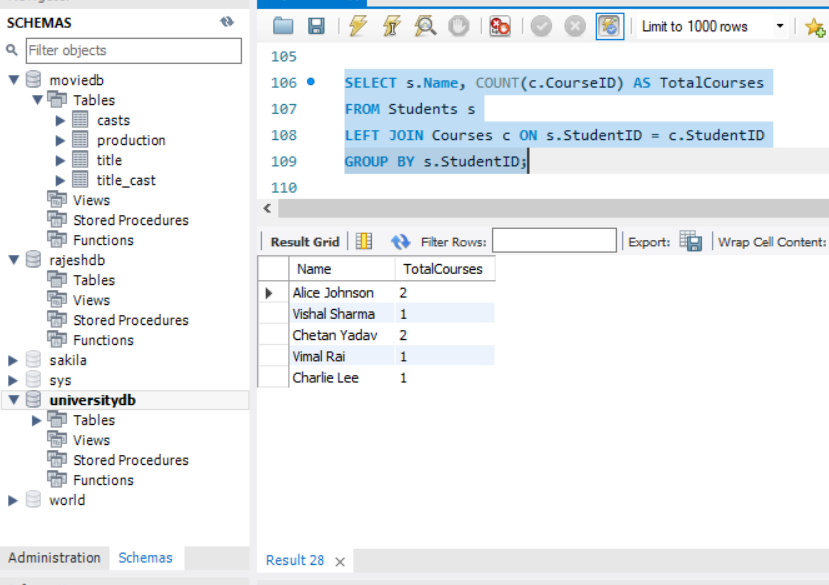 SCHEMAS
Filter objects
moviedb
Tables
casts
production
title
title_cast
Views
Stored Procedures
Functions
rajeshdb
Tables
Views
Stored Procedures
Functions
sakila
sys
universitydb
Tables
Views
Stored Procedures
Functions
world
Administration Schemas
Limit to 1000 rows
105
106 SELECT s.Name, COUNT(c.CourseID) AS TotalCourses
107 FROM Students s
108 LEFT JOIN Courses c ON s.StudentID = c.StudentID
109 GROUP BY s.StudentID;
110
Result Grid Filter Rows: Export: Wrap Cell Content:
Name TotalCourses
Alice Johnson 2
Vishal Sharma 1
Chetan Yadav 2
Vimal Rai 1
Charlie Lee 1
Result 28